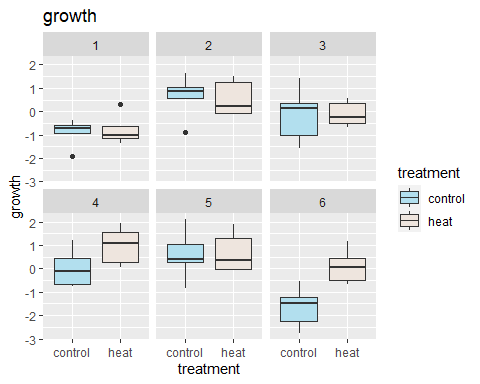 growth
1 2 3
2
1
0
-1
-2
-3
4 5 6
2
1
0
-1
-2
-3
growth
control heat control heat control heat
treatment
treatment
control
heat